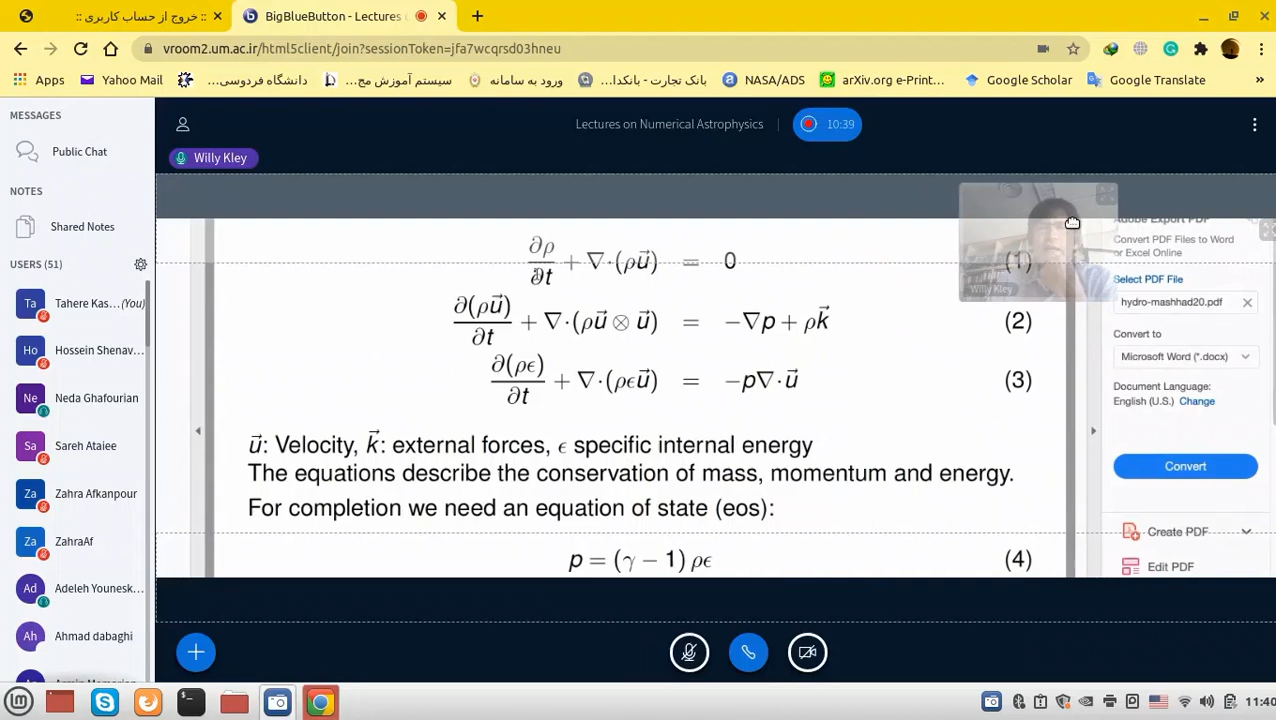 :: خروج از حساب کاربری ::
BigBlueButton - Lectures
vroom2.um.ac.ir/html5client/join?sessionToken=jfa7wcqrsd03hneu
Apps
Yahoo Mail
دانشگاه فردوسی...
سیستم آموزش مج...
ورود به سامانه
بانک تجارت - بانکدا...
NASA/ADS
arXiv.org e-Print...
Google Scholar
Google Translate
»
MESSAGES
Public Chat
NOTES
Shared Notes
USERS (51)
Ta Tahere Kas... (You)
Ho Hossein Shenav...
Ne Neda Ghafourian
Sa Sareh Ataiee
Za Zahra Afkanpour
Za ZahraAf
Ad Adeleh Younesk...
Ah Ahmad dabaghi
Lectures on Numerical Astrophysics
10:39
Willy Kley
Willy Kley
∂ρ/∂t + ∇·(ρu⃗) = 0 (1)
∂(ρu⃗)/∂t + ∇·(ρu⃗ ⊗ u⃗) = −∇p + ρk⃗ (2)
∂(ρϵ)/∂t + ∇·(ρϵu⃗) = −p∇·u⃗ (3)
u⃗: Velocity, k⃗: external forces, ϵ specific internal energy
The equations describe the conservation of mass, momentum and energy.
For completion we need an equation of state (eos):
p = (γ − 1) ρϵ (4)
Adobe Export PDF
Convert PDF Files to Word
or Excel Online
Select PDF File
hydro-mashhad20.pdf
Convert to
Microsoft Word (*.docx)
Document Language:
English (U.S.) Change
Convert
Create PDF
Edit PDF
11:40